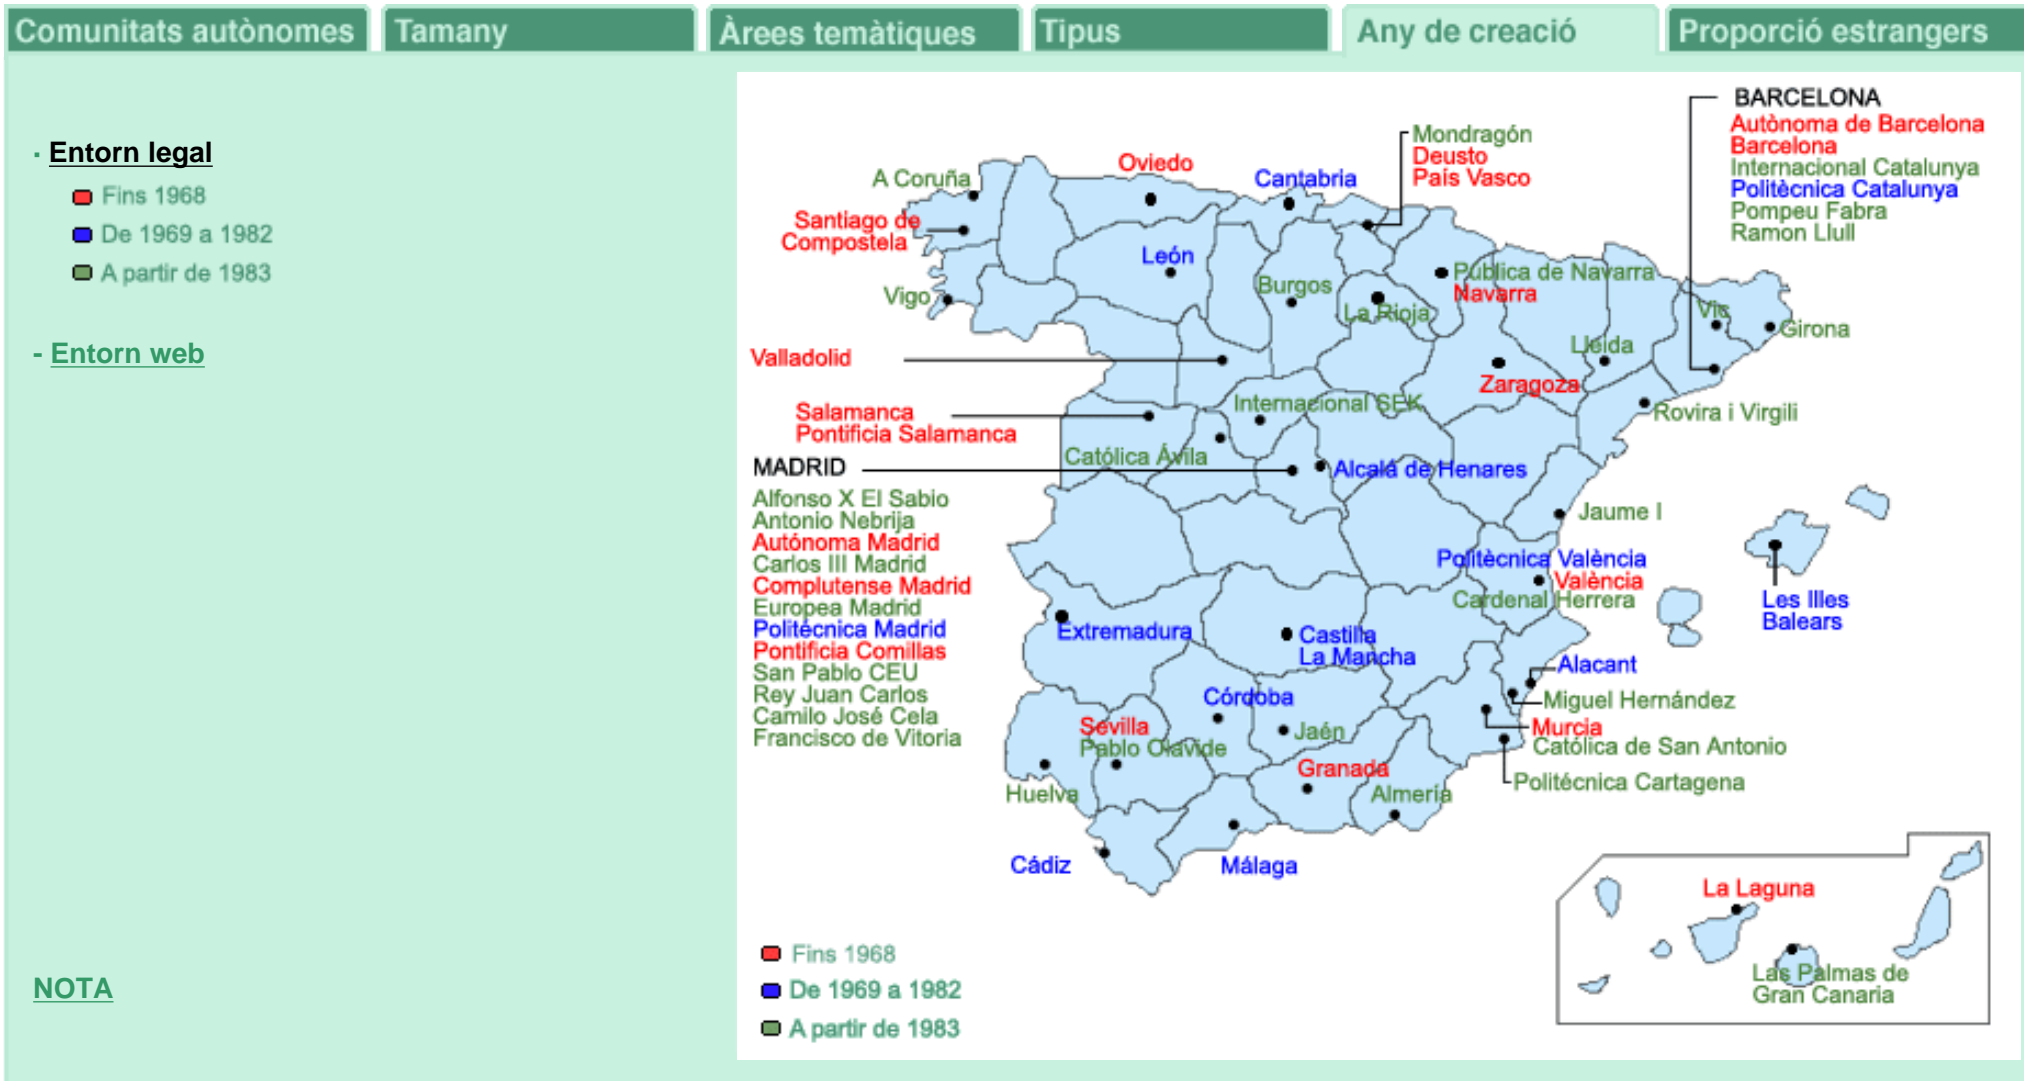 Comunitats autònomes
Tamany
Àrees temàtiques
Tipus
Any de creació
Proporció estrangers
· Entorn legal
Fins 1968
De 1969 a 1982
A partir de 1983
- Entorn web
NOTA
BARCELONA
Autònoma de Barcelona
Barcelona
Internacional Catalunya
Politècnica Catalunya
Pompeu Fabra
Ramon Llull
Mondragón
Deusto
País Vasco
Oviedo
Cantabria
A Coruña
Santiago de
Compostela
León
Vigo
Burgos
La Rioja
Pública de Navarra
Navarra
Vic
Girona
Lleida
Zaragoza
Rovira i Virgili
Valladolid
Internacional SEK
Salamanca
Pontificia Salamanca
Católica Ávila
MADRID
Alcalá de Henares
Alfonso X El Sabio
Antonio Nebrija
Autónoma Madrid
Carlos III Madrid
Complutense Madrid
Europea Madrid
Politécnica Madrid
Pontificia Comillas
San Pablo CEU
Rey Juan Carlos
Camilo José Cela
Francisco de Vitoria
Jaume I
Politècnica València
València
Cardenal Herrera
Les Illes
Balears
Extremadura
Castilla
La Mancha
Alacant
Miguel Hernández
Murcia
Católica de San Antonio
Politécnica Cartagena
Córdoba
Jaén
Sevilla
Pablo Olavide
Granada
Almería
Huelva
Cádiz
Málaga
La Laguna
Las Palmas de
Gran Canaria
Fins 1968
De 1969 a 1982
A partir de 1983